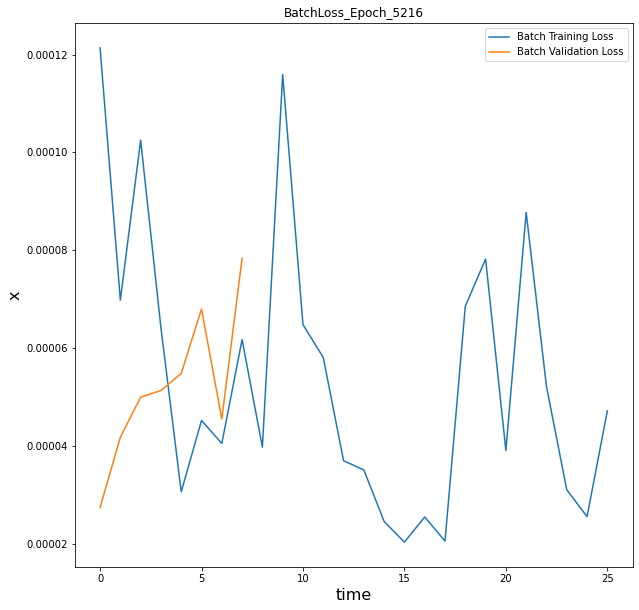 BatchLoss_Epoch_5216
Batch Training Loss
Batch Validation Loss
0.00012
0.00010
0.00008
0.00006
0.00004
0.00002
x
0 5 10 15 20 25
time